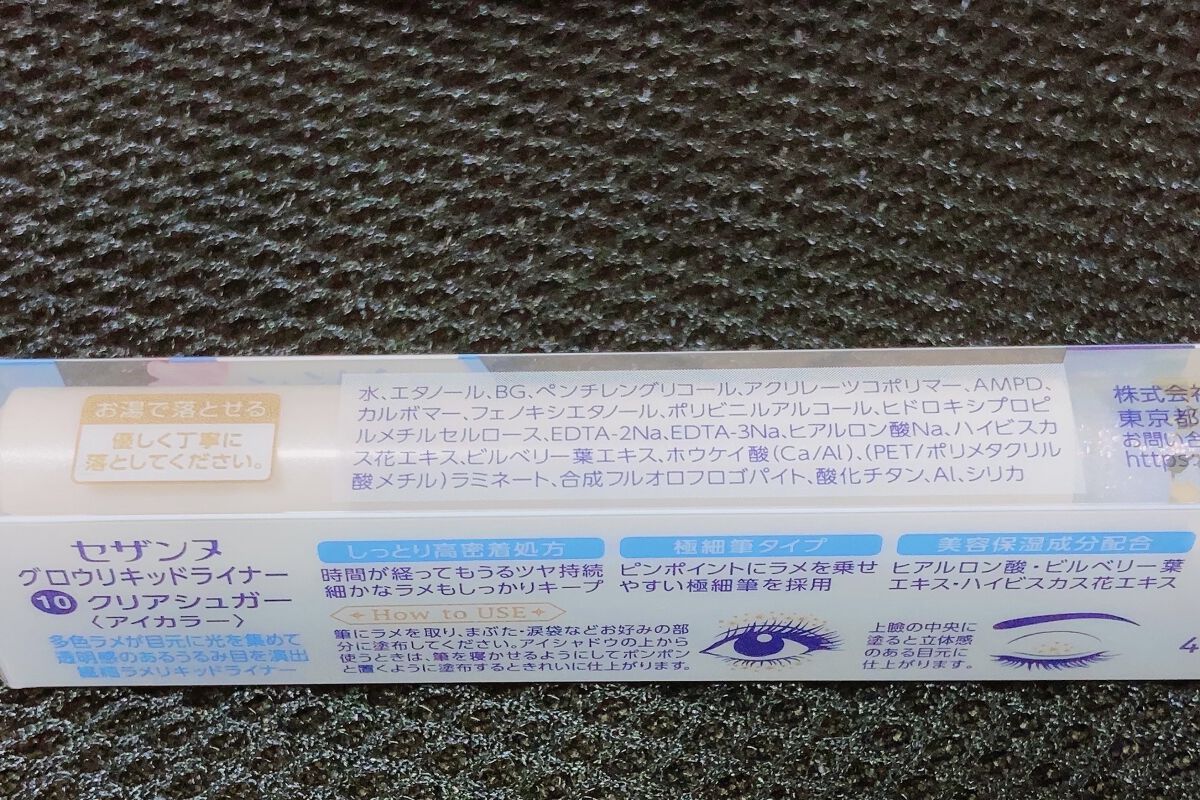 お湯で落とせる
優しく丁寧に
落としてください。
水、エタノール、BG、ペンチレングリコール、アクリレーツコポリマー、AMPD、
カルボマー、フェノキシエタノール、ポリビニルアルコール、ヒドロキシプロピ
ルメチルセルロース、EDTA-2Na、EDTA-3Na、ヒアルロン酸Na、ハイビスカ
ス花エキス、ビルベリー葉エキス、ホウケイ酸(Ca/Al)、(PET/ポリメタクリル
酸メチル)ラミネート、合成フルオロフロゴパイト、酸化チタン、Al、シリカ
株式会社
東京都
お問い合
https:
セザンヌ
グロウリキッドライナー
10 クリアシュガー
〈アイカラー〉
多色ラメが目元に光を集めて
透明感のあるうるみ目を演出
極細ラメリキッドライナー
しっとり高密着処方
時間が経ってもうるツヤ持続
細かなラメもしっかりキープ
極細筆タイプ
ピンポイントにラメを乗せ
やすい極細筆を採用
美容保湿成分配合
ヒアルロン酸・ビルベリー葉
エキス・ハイビスカス花エキス
How to USE
筆にラメを取り、まぶた・涙袋などお好みの部
分に塗布してください。アイシャドウの上から
使うときは、筆を寝かせるようにしてポンポン
と置くように塗布するときれいに仕上がります。
上瞼の中央に
塗ると立体感
のある目元に
仕上がります。
4